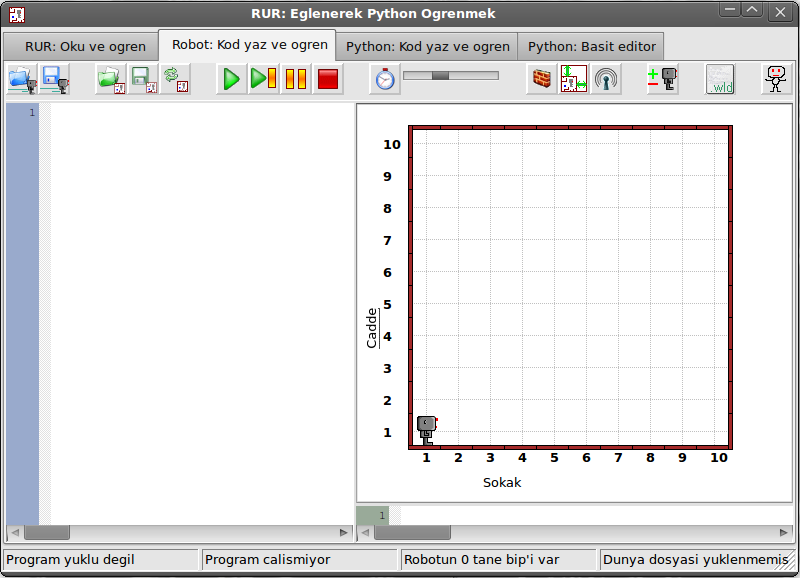 RUR: Eglenerek Python Ogrenmek
RUR: Oku ve ogren
Robot: Kod yaz ve ogren
Python: Kod yaz ve ogren
Python: Basit editor
.wld
1
10
9
8
7
6
5
4
3
2
1
Cadde
1 2 3 4 5 6 7 8 9 10
Sokak
1
Program yuklu degil
Program calismiyor
Robotun 0 tane bip'i var
Dunya dosyasi yuklenmemis